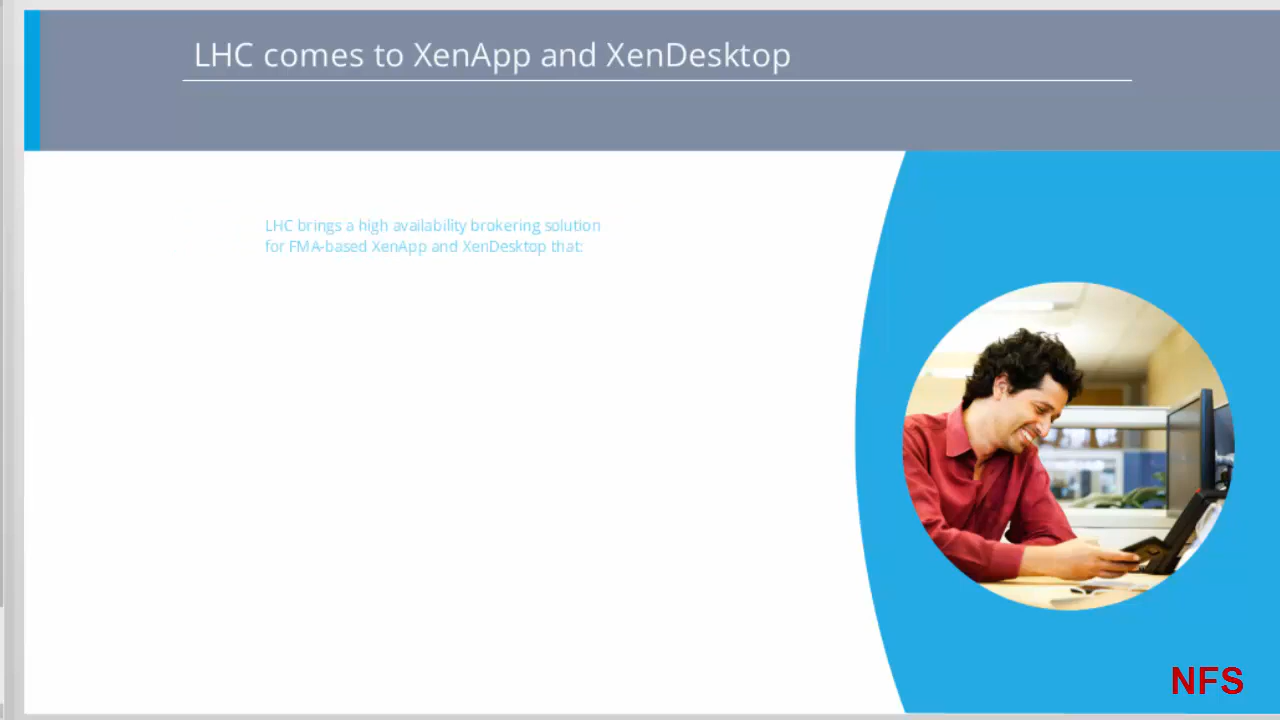 LHC comes to XenApp and XenDesktop
LHC brings a high availability brokering solution
for FMA-based XenApp and XenDesktop that:
NFS